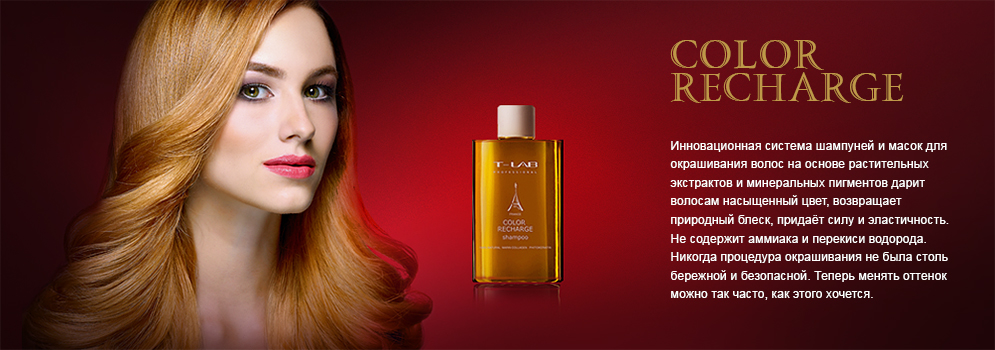 COLOR
RECHARGE
Инновационная система шампуней и масок для
окрашивания волос на основе растительных
экстрактов и минеральных пигментов дарит
волосам насыщенный цвет, возвращает
природный блеск, придаёт силу и эластичность.
Не содержит аммиака и перекиси водорода.
Никогда процедура окрашивания не была столь
бережной и безопасной. Теперь менять оттенок
можно так часто, как этого хочется.
T-LAB
PROFESSIONAL
COLOR
RECHARGE
shampoo